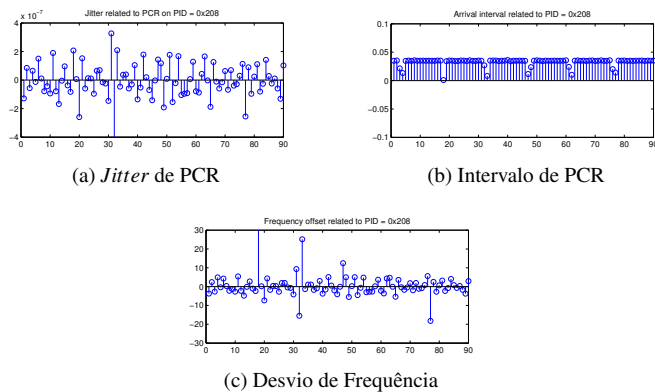 Jitter related to PCR on PID = 0x208
x 10⁻⁷
4
2
0
−2
−4
0 10 20 30 40 50 60 70 80 90
(a) Jitter de PCR
Arrival interval related to PID = 0x208
0.1
0.05
0
−0.05
−0.1
0 10 20 30 40 50 60 70 80 90
(b) Intervalo de PCR
Frequency offset related to PID = 0x208
30
20
10
0
−10
−20
−30
0 10 20 30 40 50 60 70 80 90
(c) Desvio de Frequência